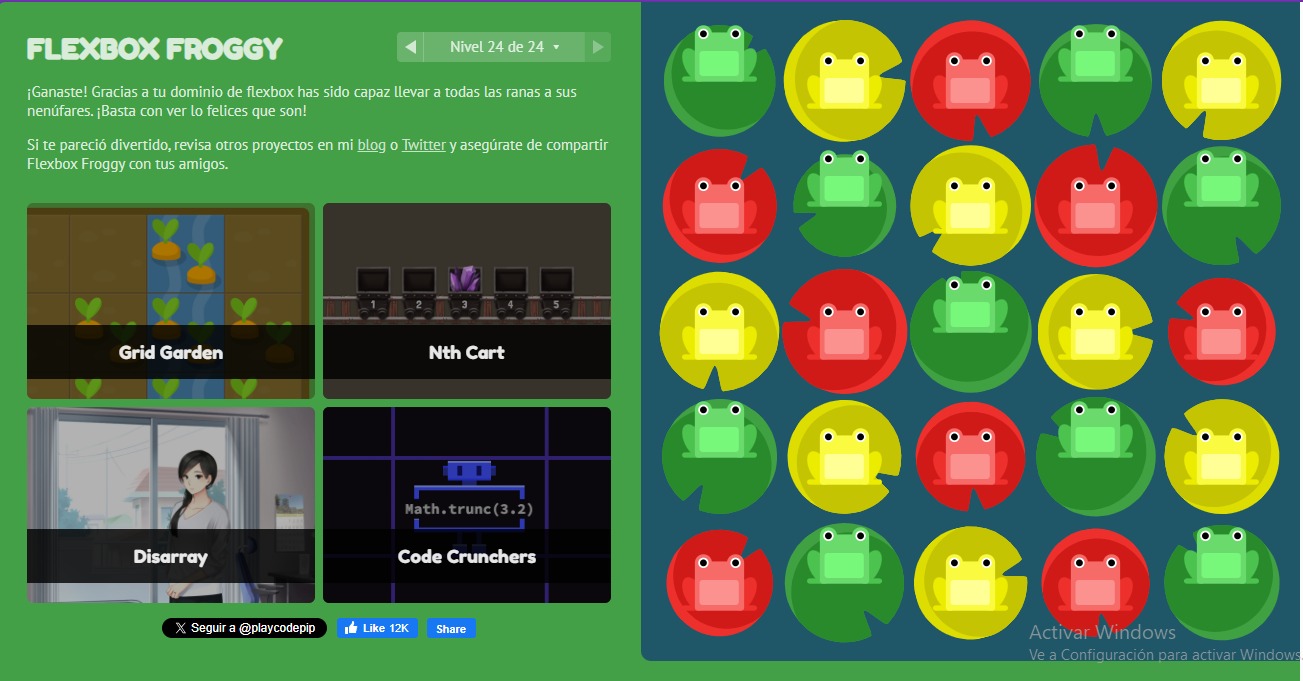 FLEXBOX FROGGY
Nivel 24 de 24
¡Ganaste! Gracias a tu dominio de flexbox has sido capaz llevar a todas las ranas a sus
nenúfares. ¡Basta con ver lo felices que son!
Si te pareció divertido, revisa otros proyectos en mi blog o Twitter y asegúrate de compartir
Flexbox Froggy con tus amigos.
1 2 3 4 5
Grid Garden
Nth Cart
Math.trunc(3.2)
Disarray
Code Crunchers
Seguir a @playcodepip
Like 12K
Share
Activar Windows
Ve a Configuración para activar Windows